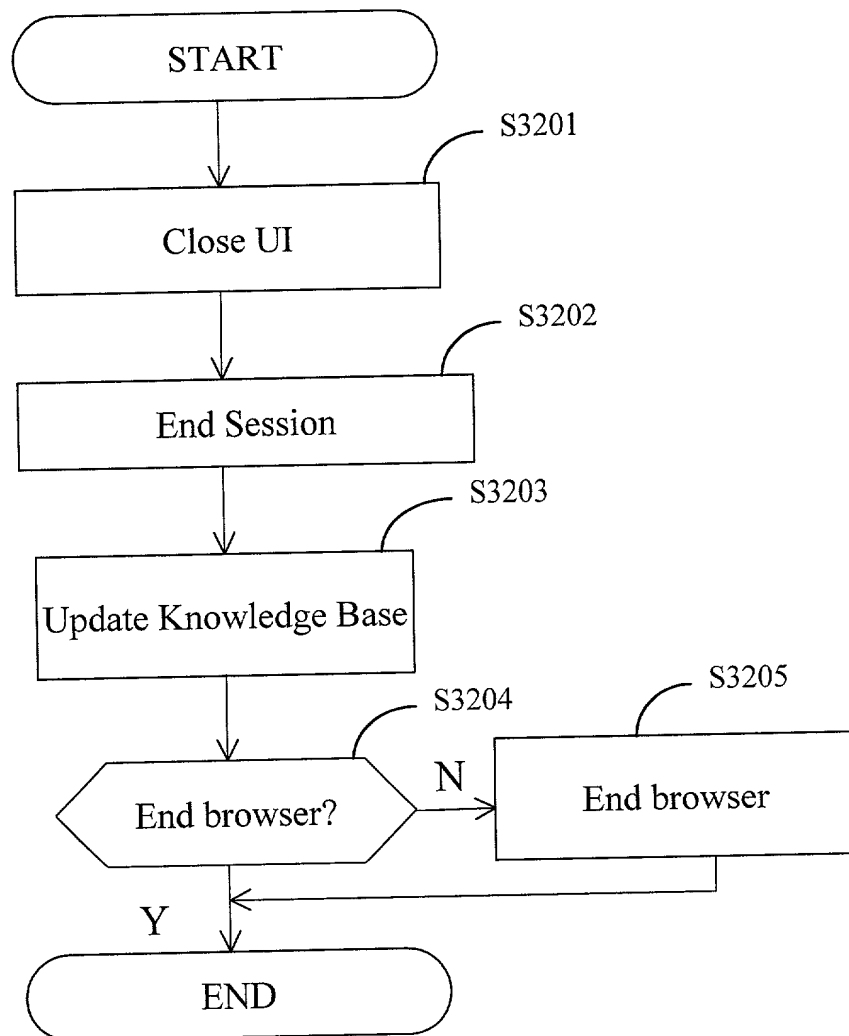 START
S3201
Close UI
S3202
End Session
S3203
Update Knowledge Base
S3204
S3205
End browser?
N
End browser
Y
END